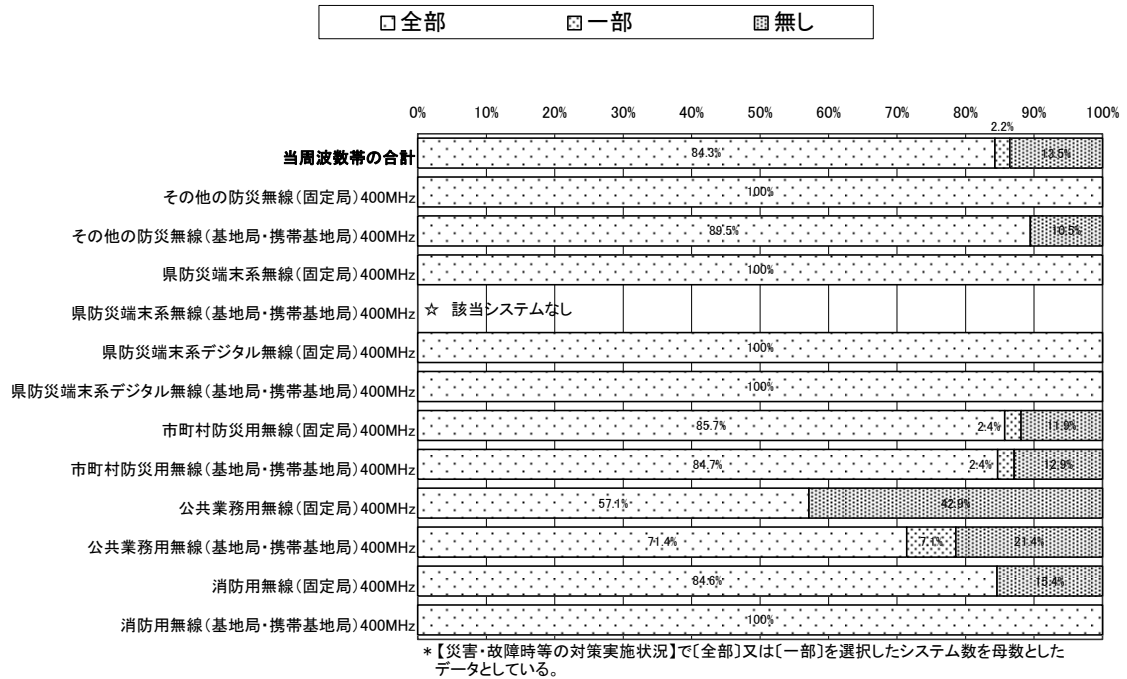 全部 一部 無し
0% 10% 20% 30% 40% 50% 60% 70% 80% 90% 100%
2.2%
当周波数帯の合計 84.3% 13.5%
その他の防災無線(固定局)400MHz 100%
その他の防災無線(基地局・携帯基地局)400MHz 89.5% 10.5%
県防災端末系無線(固定局)400MHz 100%
県防災端末系無線(基地局・携帯基地局)400MHz ☆ 該当システムなし
県防災端末系デジタル無線(固定局)400MHz 100%
県防災端末系デジタル無線(基地局・携帯基地局)400MHz 100%
市町村防災用無線(固定局)400MHz 85.7% 2.4% 11.9%
市町村防災用無線(基地局・携帯基地局)400MHz 84.7% 2.4% 12.9%
公共業務用無線(固定局)400MHz 57.1% 42.9%
公共業務用無線(基地局・携帯基地局)400MHz 71.4% 7.1% 21.4%
消防用無線(固定局)400MHz 84.6% 15.4%
消防用無線(基地局・携帯基地局)400MHz 100%
*【災害・故障時等の対策実施状況】で〔全部〕又は〔一部〕を選択したシステム数を母数とした
データとしている。